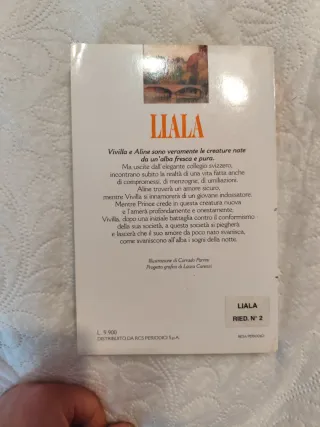 LIALA
Vivilla e Aline sono veramente le creature nate
da un'alba fresca e pura.
Ma uscite dall'elegante collegio svizzero,
incontrano subito la realtà di una vita fatta anche
di compromessi, di menzogne, di umiliazioni.
Aline troverà un amore sicuro,
mentre Vivilla si innamorerà di un giovane indossatore:
Mentre Prince crede in questa creatura nuova
e l'amerà profondamente e onestamente.
Vivilla, dopo una iniziale battaglia contro il conformismo
della sua società, a questa società si piegherà
e lascerà che il suo amore da poco nato svanisca,
come svaniscono all'alba i sogni della notte.
Illustrazione di Corrado Parrini
Progetto grafico di Laura
LIALA
RIED. N° 2
L. 9.900
DISTRIBUITO DA RCS PERIODICI S.p.A.